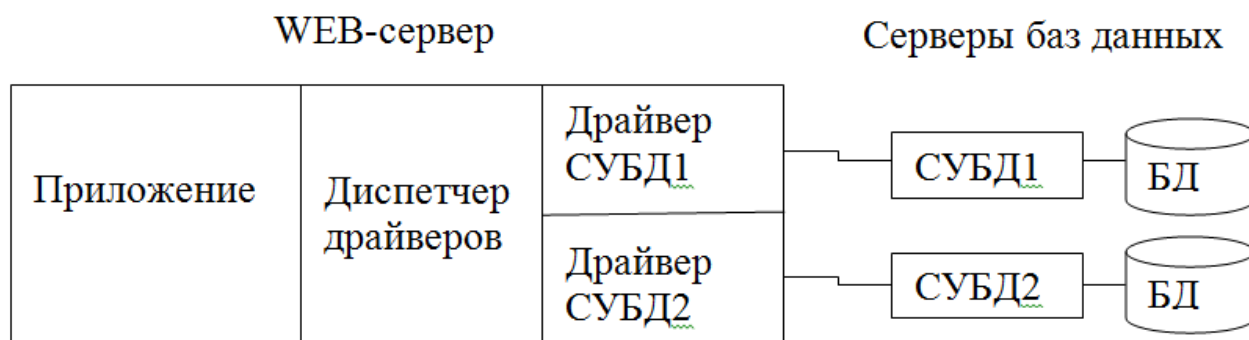 WEB-сервер
Серверы баз данных
Приложение
Диспетчер
драйверов
Драйвер
СУБД1
Драйвер
СУБД2
СУБД1
БД
СУБД2
БД